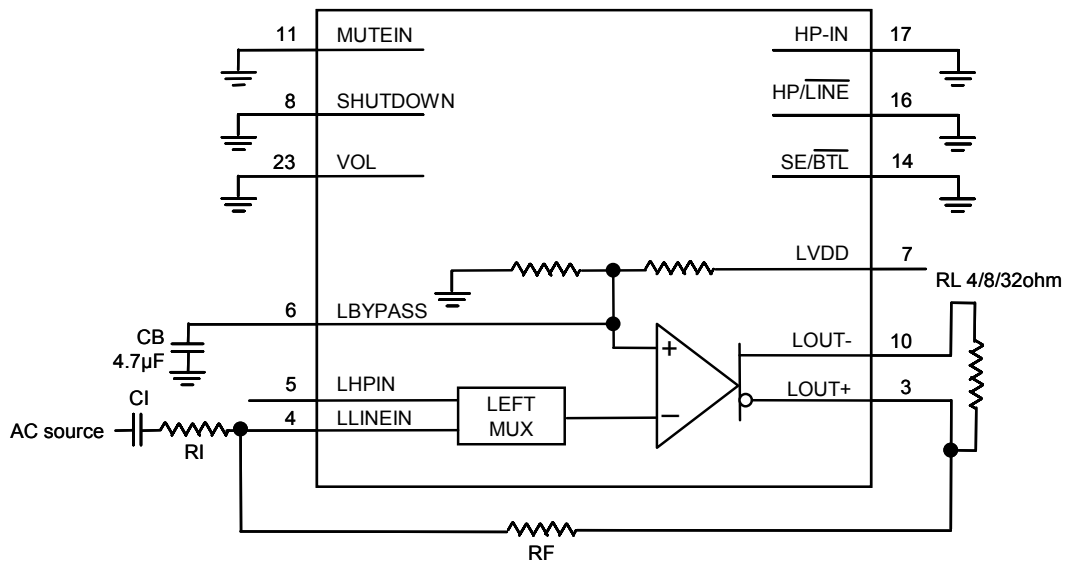 11 MUTEIN HP-IN 17
8 SHUTDOWN HP/LINE 16
23 VOL SE/BTL 14
LVDD 7
RL 4/8/32ohm
6 LBYPASS
CB
4.7µF
+
LOUT- 10
5 LHPIN
LOUT+ 3
CI
LEFT
MUX
−
AC source
4 LLINEIN
RI
RF